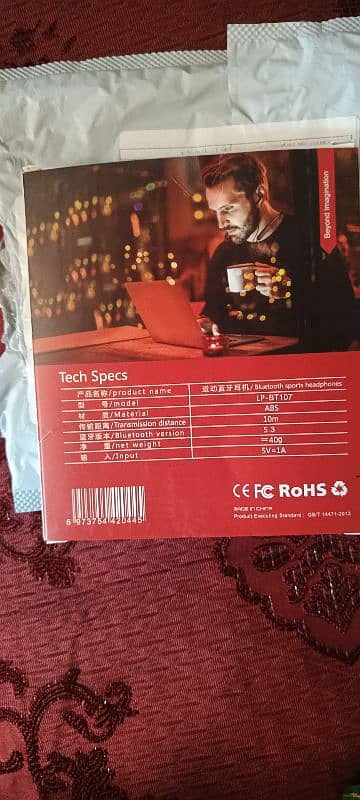 Beyond Imagination
Tech Specs
产品名称/product name 运动蓝牙耳机/Bluetooth sports headphones
型 号/model LP-BT107
材 质/Material ABS
传输距离/Transmission distance 10m
蓝牙版本/Bluetooth version 5.3
净 重/net weight ≈40g
输 入/Input 5V=1A
CE FC RoHS
MADE IN CHINA
Product Executing Standard: GB/T 14471-2013
6 973754 420445